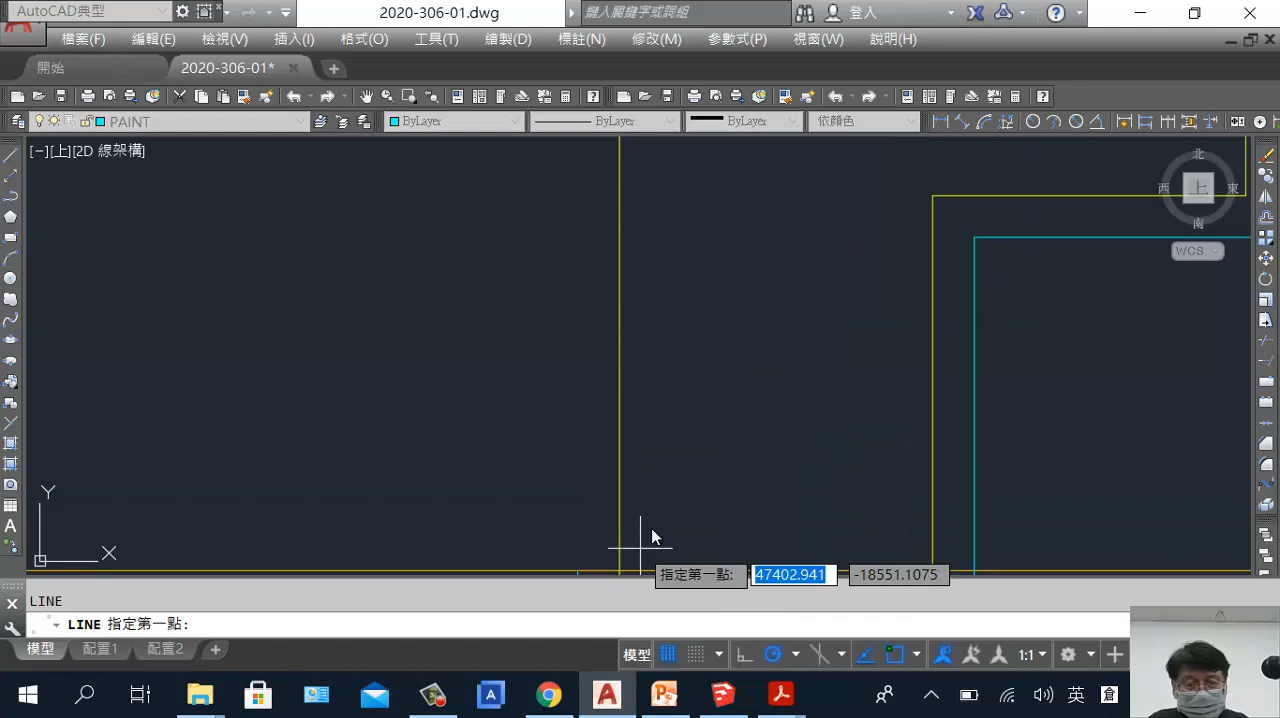 AutoCAD典型
2020-306-01.dwg
鍵入關鍵字或詞組
登入
檔案(F) 編輯(E) 檢視(V) 插入(I) 格式(O) 工具(T) 繪製(D) 標註(N) 修改(M) 參數式(P) 視窗(W) 說明(H)
開始 2020-306-01*
PAINT ByLayer ByLayer ByLayer 依顏色
[−][上][2D 線架構]
北
西 上 東
南
WCS
Y
X
指定第一點: 47402.941 -18551.1075
LINE
LINE 指定第一點:
模型 配置1 配置2 模型 1:1
英 倉